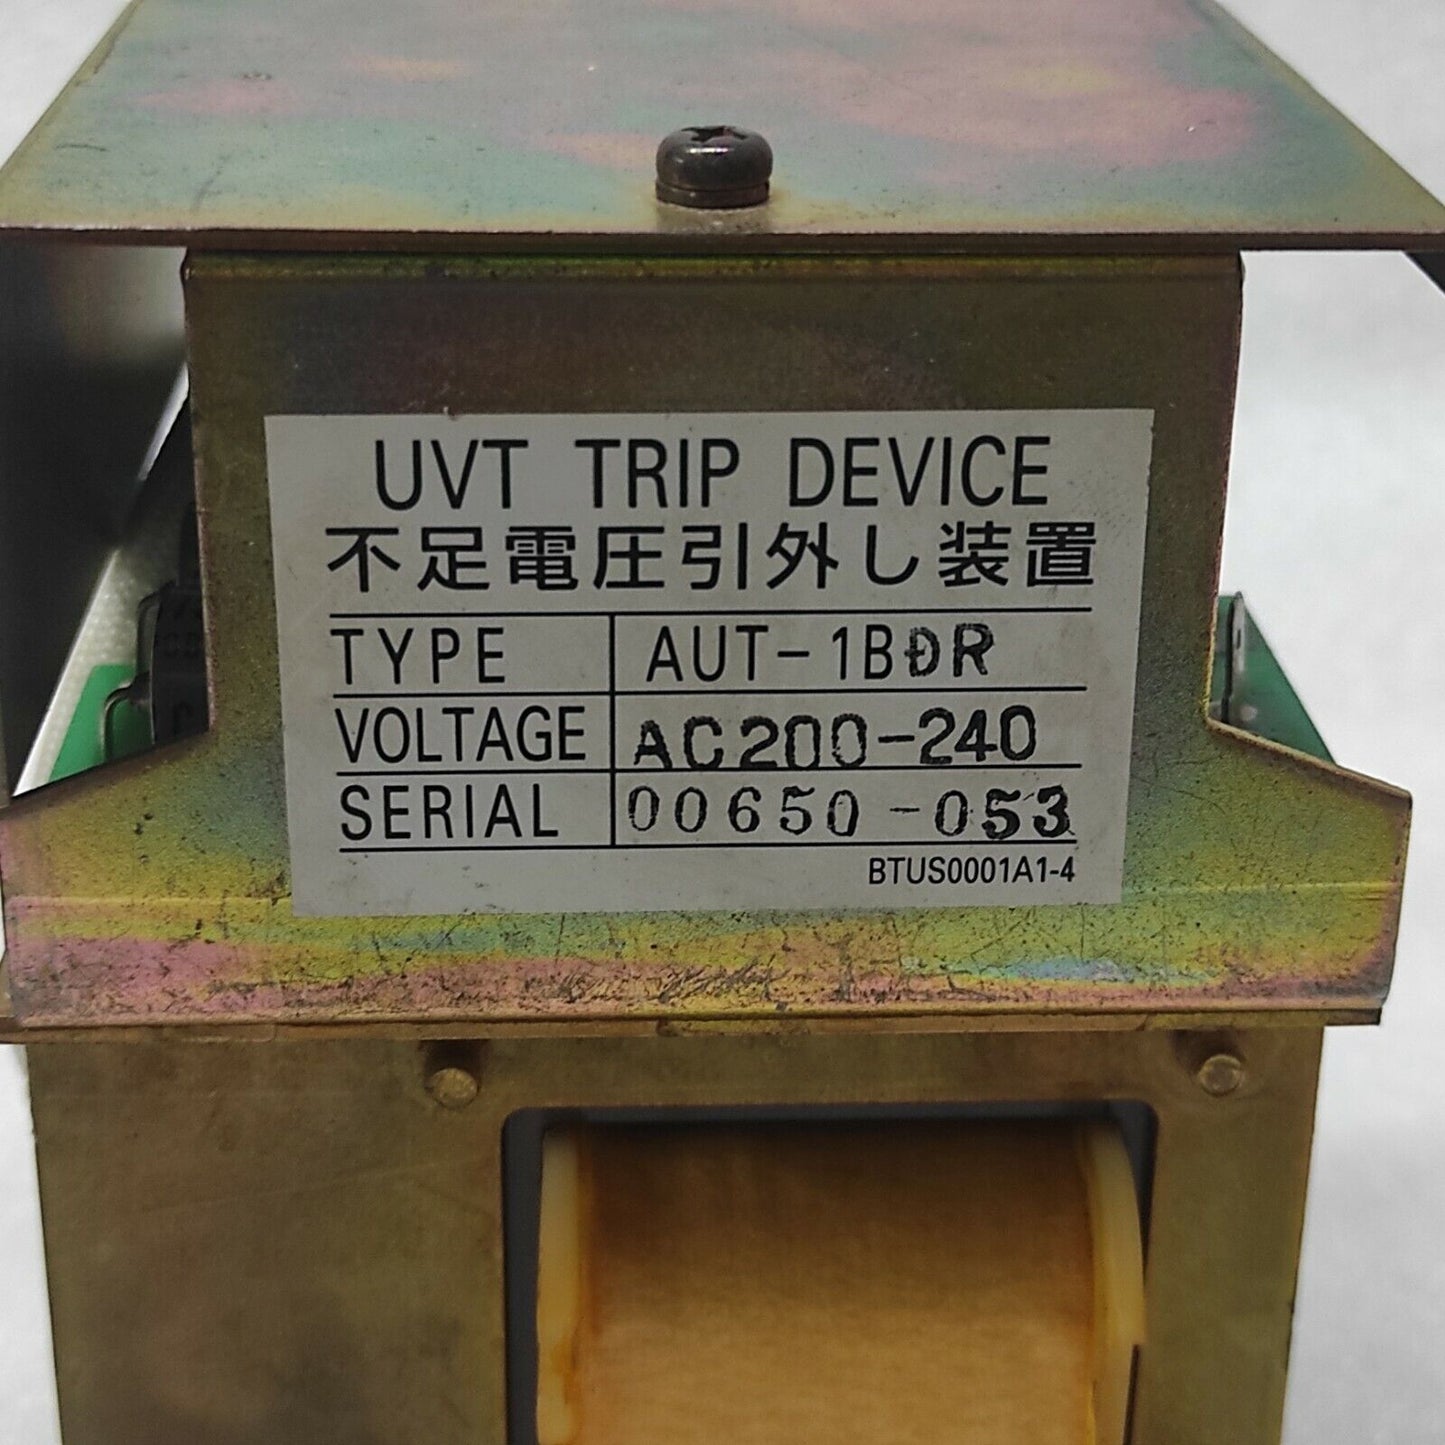 UVT TRIP DEVICE
不足電圧引外し装置
TYPE AUT-1BDR
VOLTAGE AC200-240
SERIAL 00650-053
BTUS0001A1-4